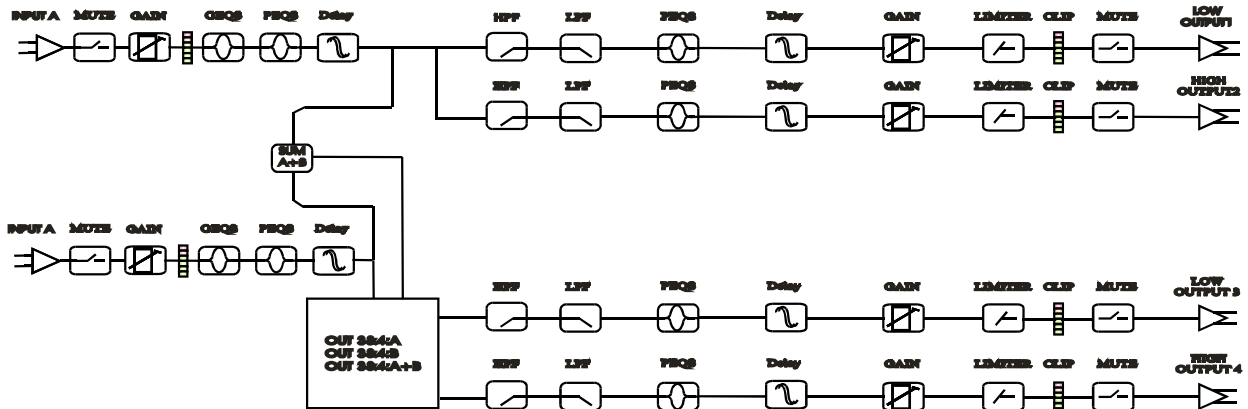 INPUT A MUTE GAIN GEQS PEQS Delay HPF LPF PEQS Delay GAIN LIMITER CLIP MUTE LOW
OUTPUT1
HPF LPF PEQS Delay GAIN LIMITER CLIP MUTE HIGH
OUTPUT2
SUM
A+B
INPUT A MUTE GAIN GEQS PEQS Delay
HPF LPF PEQS Delay GAIN LIMITER CLIP MUTE LOW
OUTPUT 3
OUT 3&4:A
OUT 3&4:B
OUT 3&4:A+B
HPF LPF PEQS Delay GAIN LIMITER CLIP MUTE HIGH
OUTPUT 4